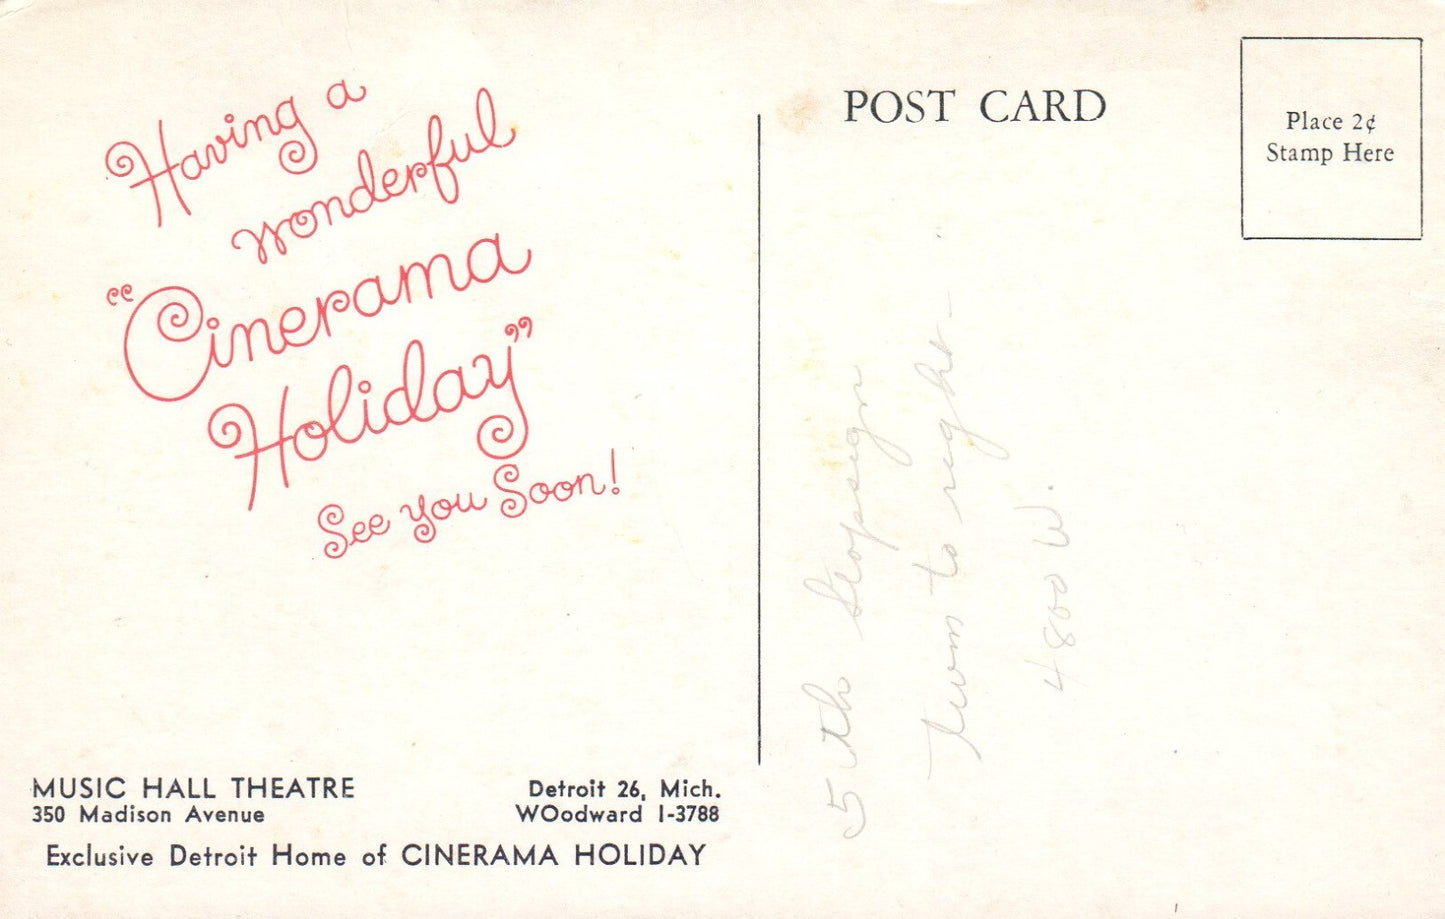 Having a
wonderful
“Cinerama
Holiday”
See you Soon!
MUSIC HALL THEATRE
350 Madison Avenue
Detroit 26, Mich.
WOodward 1-3788
Exclusive Detroit Home of CINERAMA HOLIDAY
POST CARD
Place 2¢
Stamp Here
5th Stopsign
Turn to right-
4800 W.